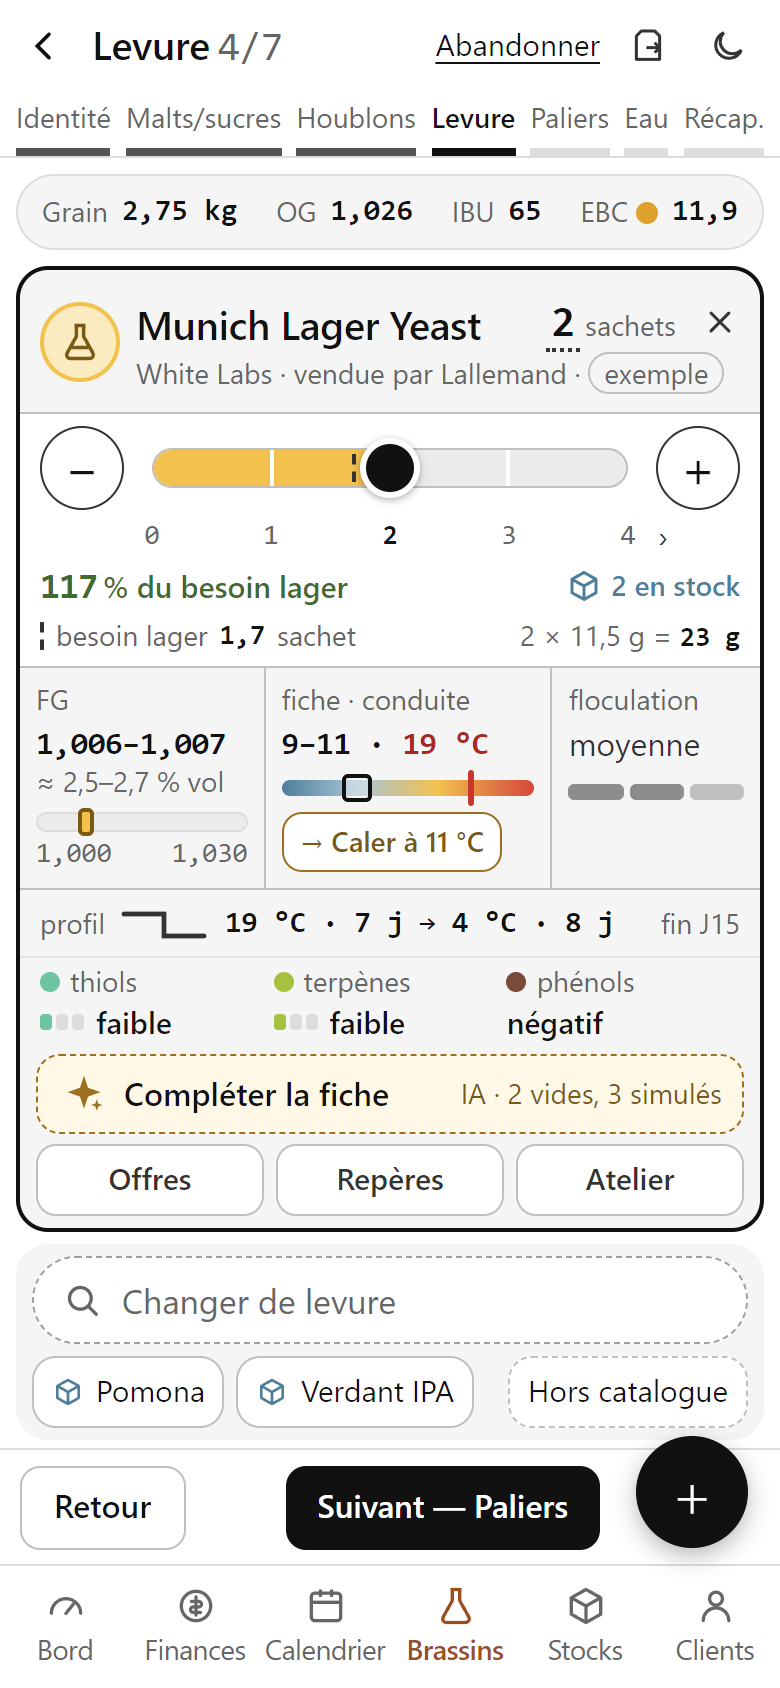 Levure 4/7 Abandonner
Identité Malts/sucres Houblons Levure Paliers Eau Récap.
Grain 2,75 kg OG 1,026 IBU 65 EBC 11,9
Munich Lager Yeast 2 sachets
White Labs · vendue par Lallemand · exemple
− +
0 1 2 3 4 ›
117 % du besoin lager 2 en stock
besoin lager 1,7 sachet 2 × 11,5 g = 23 g
FG fiche · conduite floculation
1,006–1,007 9–11 · 19 °C moyenne
≈ 2,5–2,7 % vol
1,000 1,030 → Caler à 11 °C
profil 19 °C · 7 j → 4 °C · 8 j fin J15
thiols terpènes phénols
faible faible négatif
Compléter la fiche IA · 2 vides, 3 simulés
Offres Repères Atelier
Changer de levure
Pomona Verdant IPA Hors catalogue
Retour Suivant — Paliers +
Bord Finances Calendrier Brassins Stocks Clients